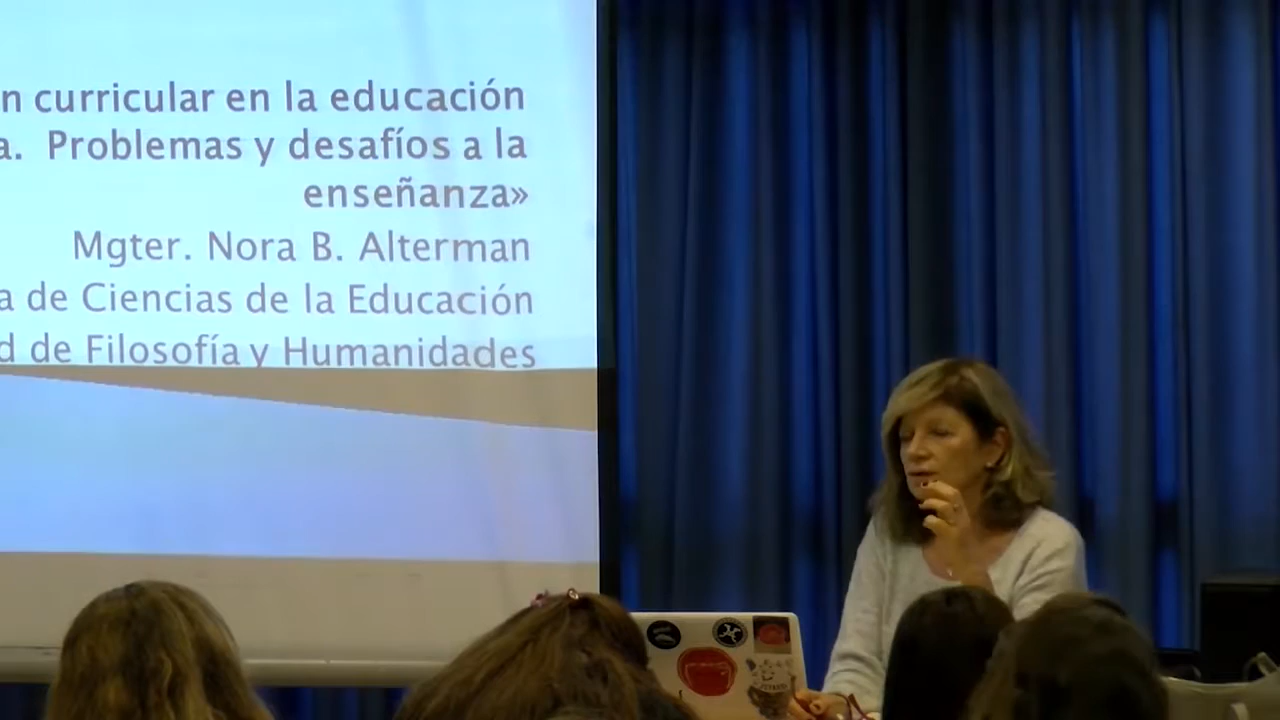 n curricular en la educación
a. Problemas y desafíos a la
enseñanza»
Mgter. Nora B. Alterman
a de Ciencias de la Educación
d de Filosofía y Humanidades